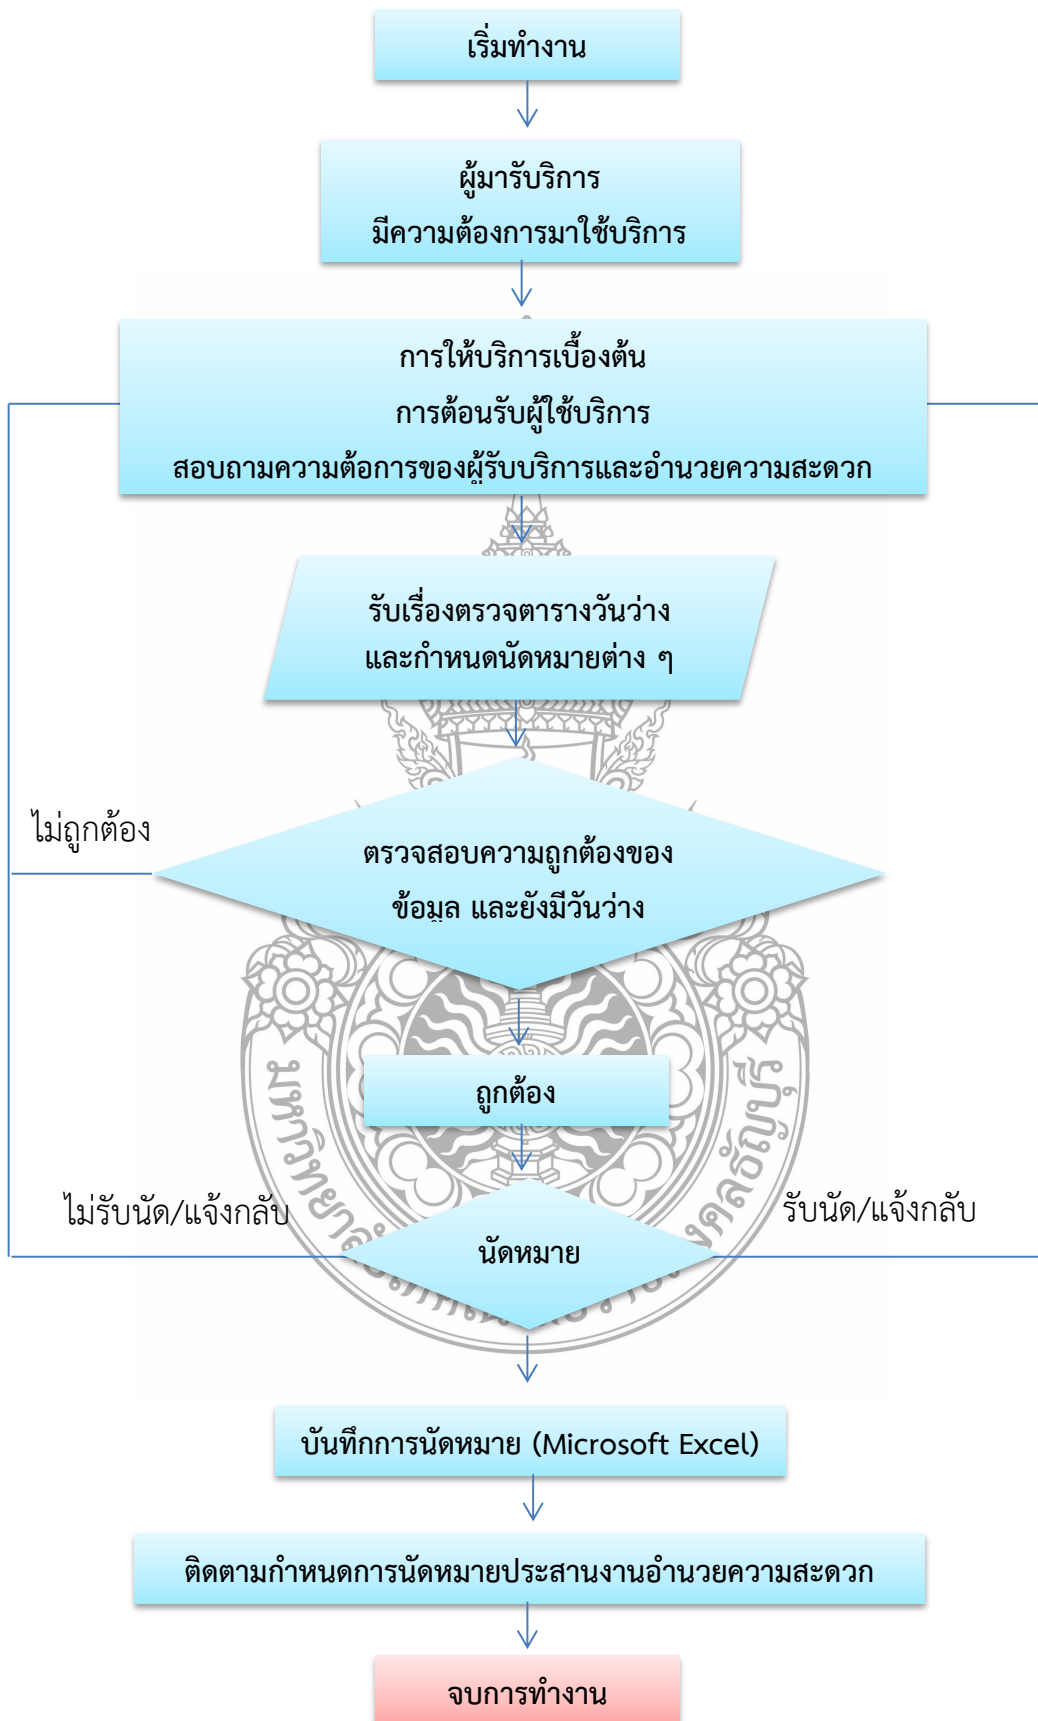 เริ่มทำงาน
ผู้มารับบริการ
มีความต้องการมาใช้บริการ
การให้บริการเบื้องต้น
การต้อนรับผู้ใช้บริการ
สอบถามความต้อการของผู้รับบริการและอำนวยความสะดวก
รับเรื่องตรวจตารางวันว่าง
และกำหนดนัดหมายต่าง ๆ
ไม่ถูกต้อง
ตรวจสอบความถูกต้องของ
ข้อมูล และยังมีวันว่าง
ถูกต้อง
ไม่รับนัด/แจ้งกลับ
รับนัด/แจ้งกลับ
นัดหมาย
บันทึกการนัดหมาย (Microsoft Excel)
ติดตามกำหนดการนัดหมายประสานงานอำนวยความสะดวก
จบการทำงาน